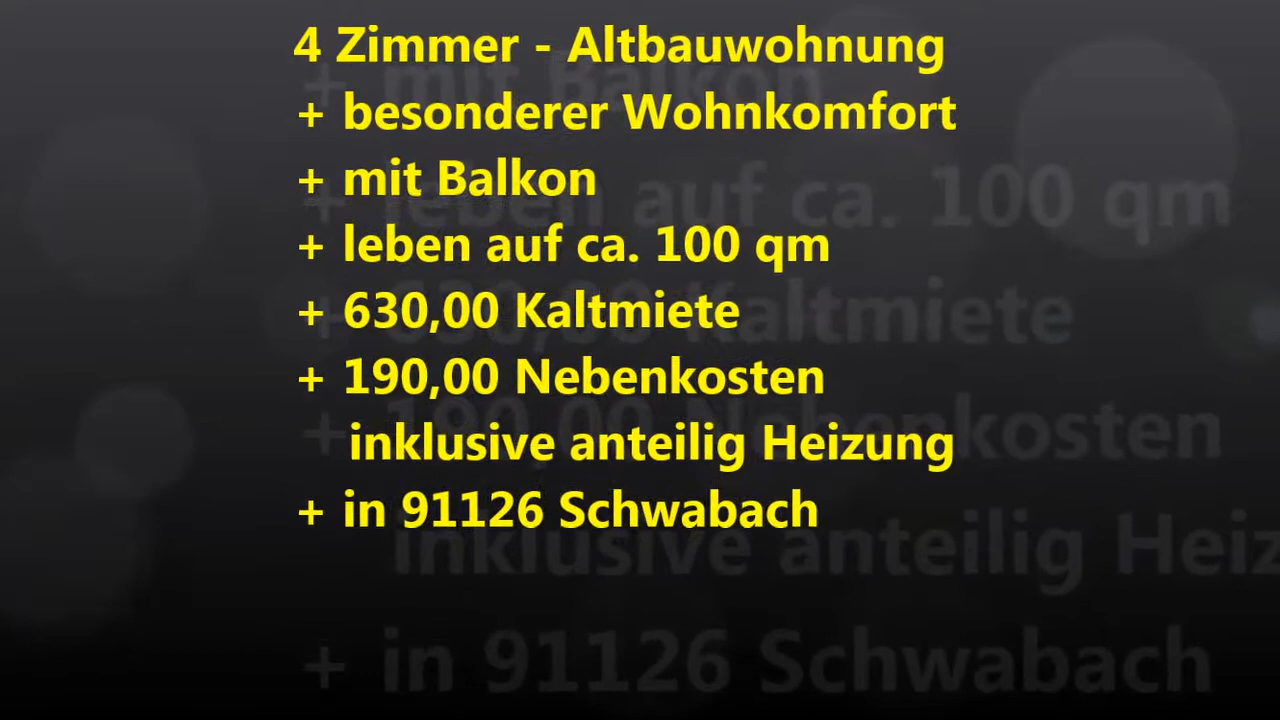 4 Zimmer - Altbauwohnung
+ besonderer Wohnkomfort
+ mit Balkon
+ leben auf ca. 100 qm
+ 630,00 Kaltmiete
+ 190,00 Nebenkosten
inklusive anteilig Heizung
+ in 91126 Schwabach